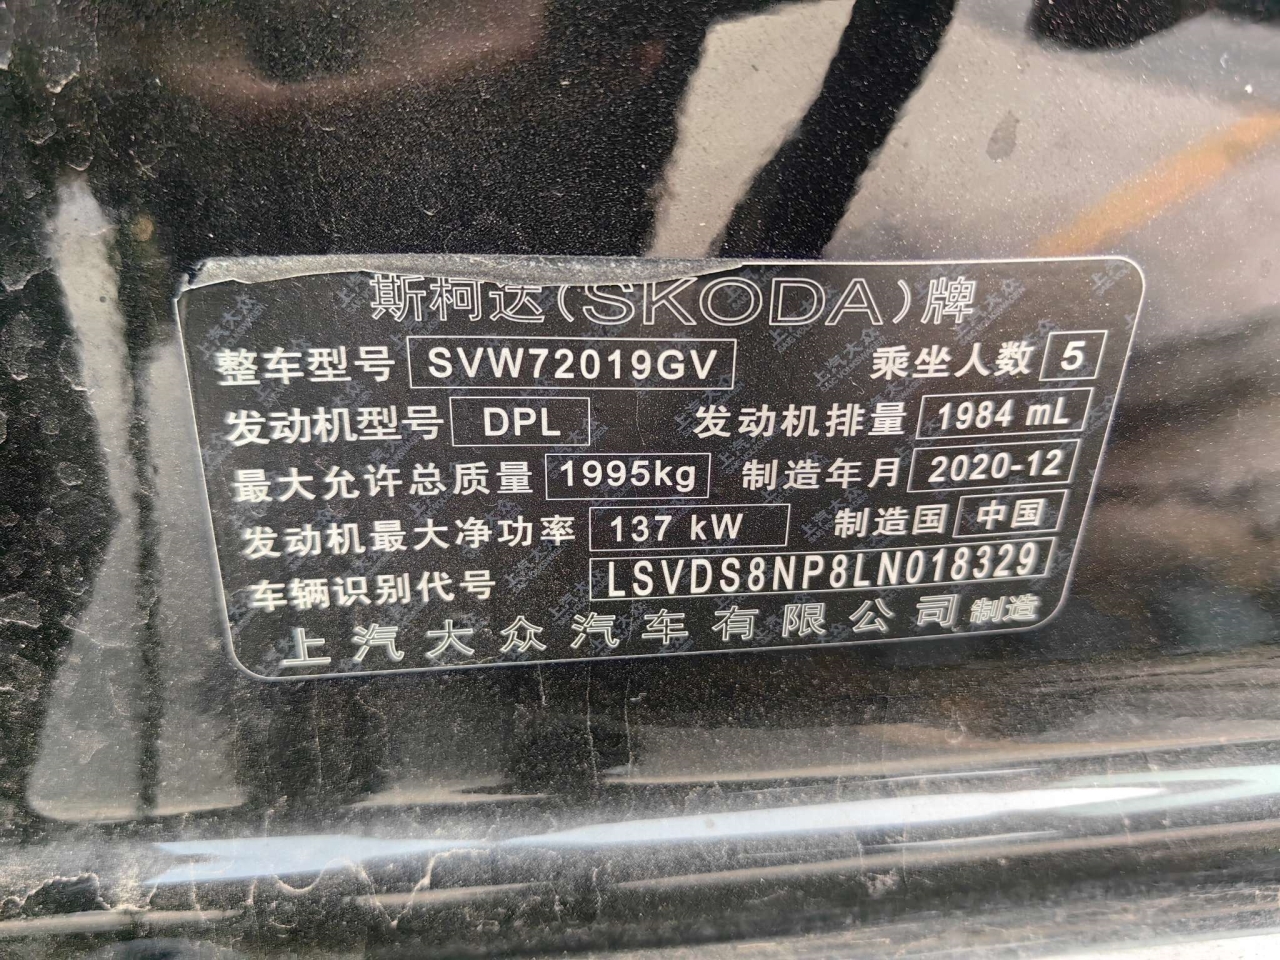 斯柯达(SKODA)牌
整车型号 SVW72019GV 乘坐人数 5
发动机型号 DPL 发动机排量 1984 mL
最大允许总质量 1995kg 制造年月 2020-12
发动机最大净功率 137 kW 制造国 中国
车辆识别代号 LSVDS8NP8LN018329
上汽大众汽车有限公司 制造